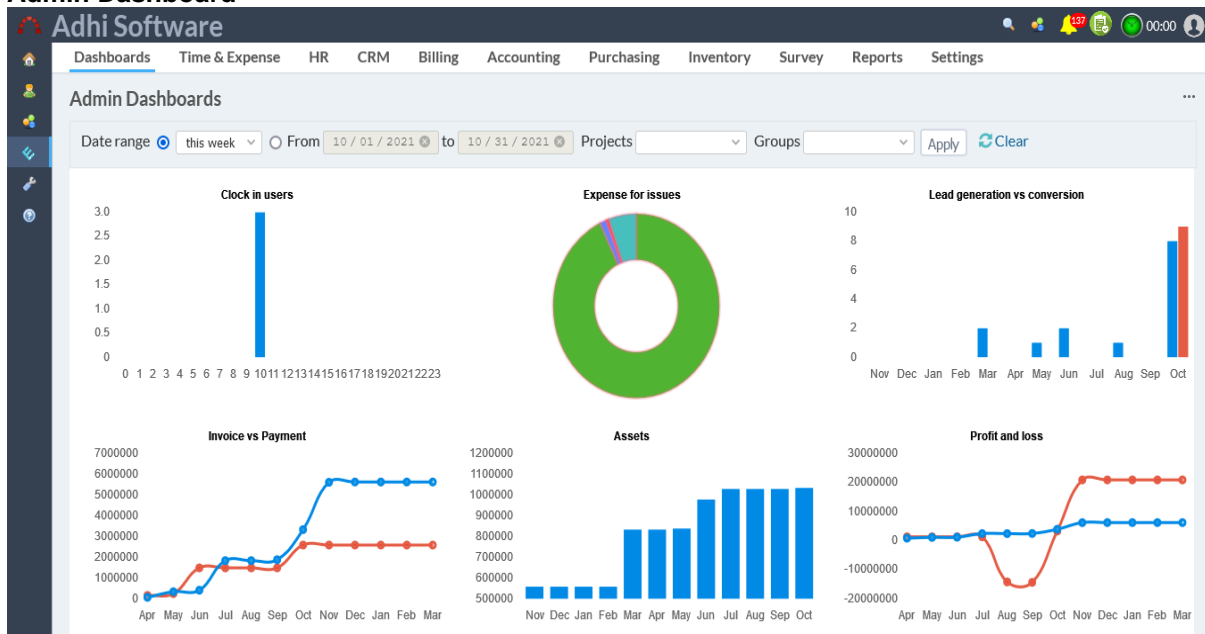 Admin Dashboard
Adhi Software
137
00:00
Dashboards Time & Expense HR CRM Billing Accounting Purchasing Inventory Survey Reports Settings
Admin Dashboards
...
Date range this week From 10 / 01 / 2021 to 10 / 31 / 2021 Projects Groups Apply Clear
Clock in users
3.0
2.5
2.0
1.5
1.0
0.5
0
0 1 2 3 4 5 6 7 8 9 10 11 12 13 14 15 16 17 18 19 20 21 22 23
Expense for issues
Lead generation vs conversion
10
8
6
4
2
0
Nov Dec Jan Feb Mar Apr May Jun Jul Aug Sep Oct
Invoice vs Payment
7000000
6000000
5000000
4000000
3000000
2000000
1000000
0
Apr May Jun Jul Aug Sep Oct Nov Dec Jan Feb Mar
Assets
1200000
1100000
1000000
900000
800000
700000
600000
500000
Nov Dec Jan Feb Mar Apr May Jun Jul Aug Sep Oct
Profit and loss
30000000
20000000
10000000
0
-10000000
-20000000
Apr May Jun Jul Aug Sep Oct Nov Dec Jan Feb Mar